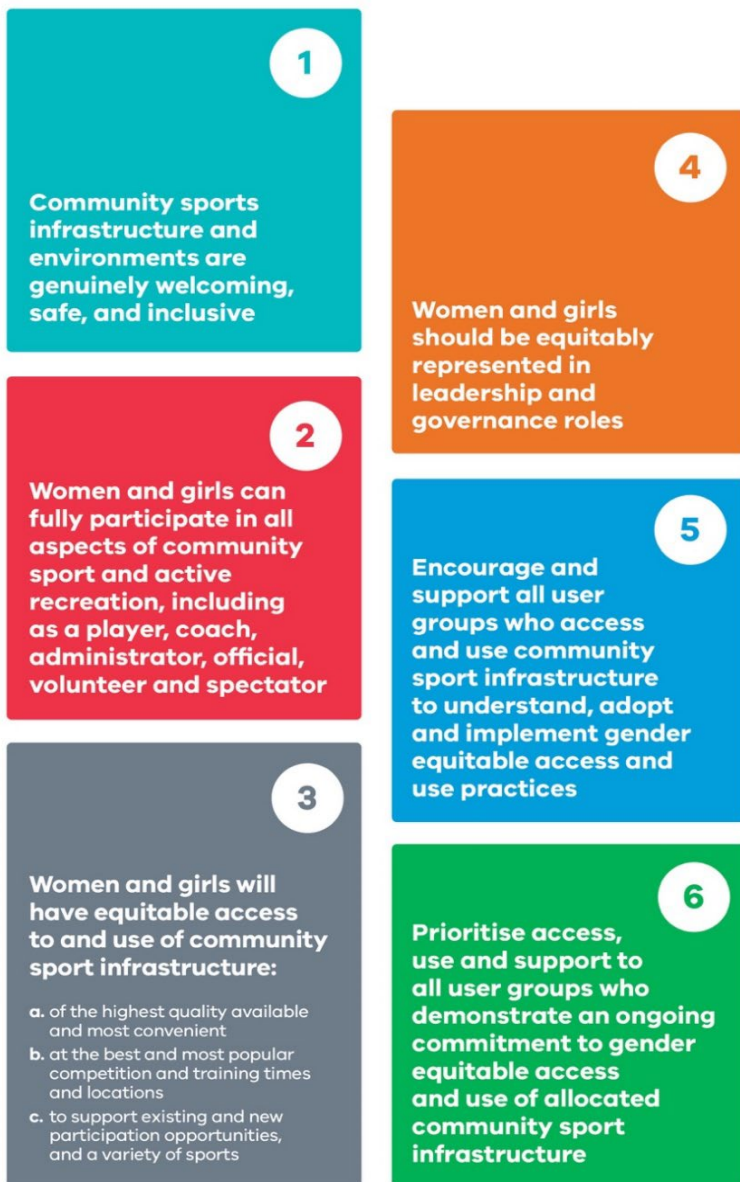 1
Community sports
infrastructure and
environments are
genuinely welcoming,
safe, and inclusive
2
Women and girls can
fully participate in all
aspects of community
sport and active
recreation, including
as a player, coach,
administrator, official,
volunteer and spectator
3
Women and girls will
have equitable access
to and use of community
sport infrastructure:
a. of the highest quality available
and most convenient
b. at the best and most popular
competition and training times
and locations
c. to support existing and new
participation opportunities,
and a variety of sports
4
Women and girls
should be equitably
represented in
leadership and
governance roles
5
Encourage and
support all user
groups who access
and use community
sport infrastructure
to understand, adopt
and implement gender
equitable access and
use practices
6
Prioritise access,
use and support to
all user groups who
demonstrate an ongoing
commitment to gender
equitable access
and use of allocated
community sport
infrastructure